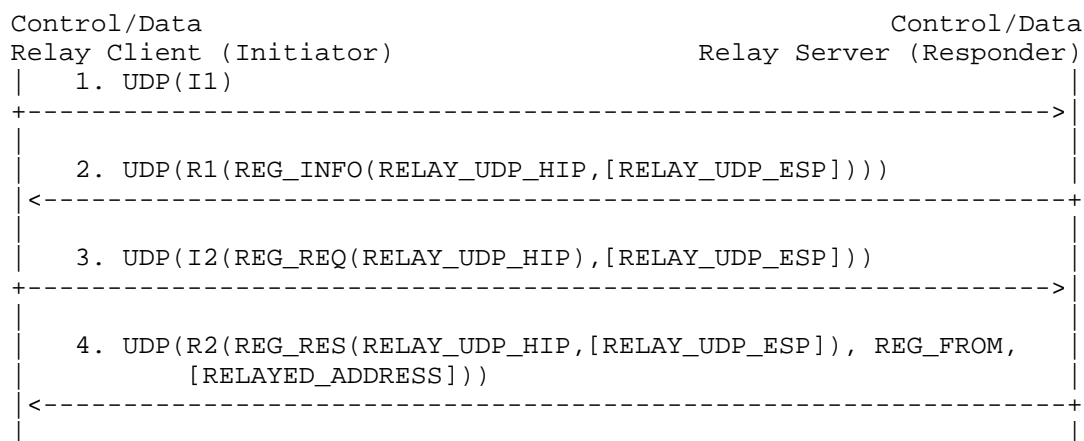 Control/Data                                           Control/Data
Relay Client (Initiator)                   Relay Server (Responder)
|   1. UDP(I1)                                                     |
+----------------------------------------------------------------->|
|                                                                  |
|   2. UDP(R1(REG_INFO(RELAY_UDP_HIP,[RELAY_UDP_ESP])))            |
|<-----------------------------------------------------------------+
|                                                                  |
|   3. UDP(I2(REG_REQ(RELAY_UDP_HIP),[RELAY_UDP_ESP]))             |
+----------------------------------------------------------------->|
|                                                                  |
|   4. UDP(R2(REG_RES(RELAY_UDP_HIP,[RELAY_UDP_ESP]), REG_FROM,    |
|          [RELAYED_ADDRESS]))                                     |
|<-----------------------------------------------------------------+
|                                                                  |